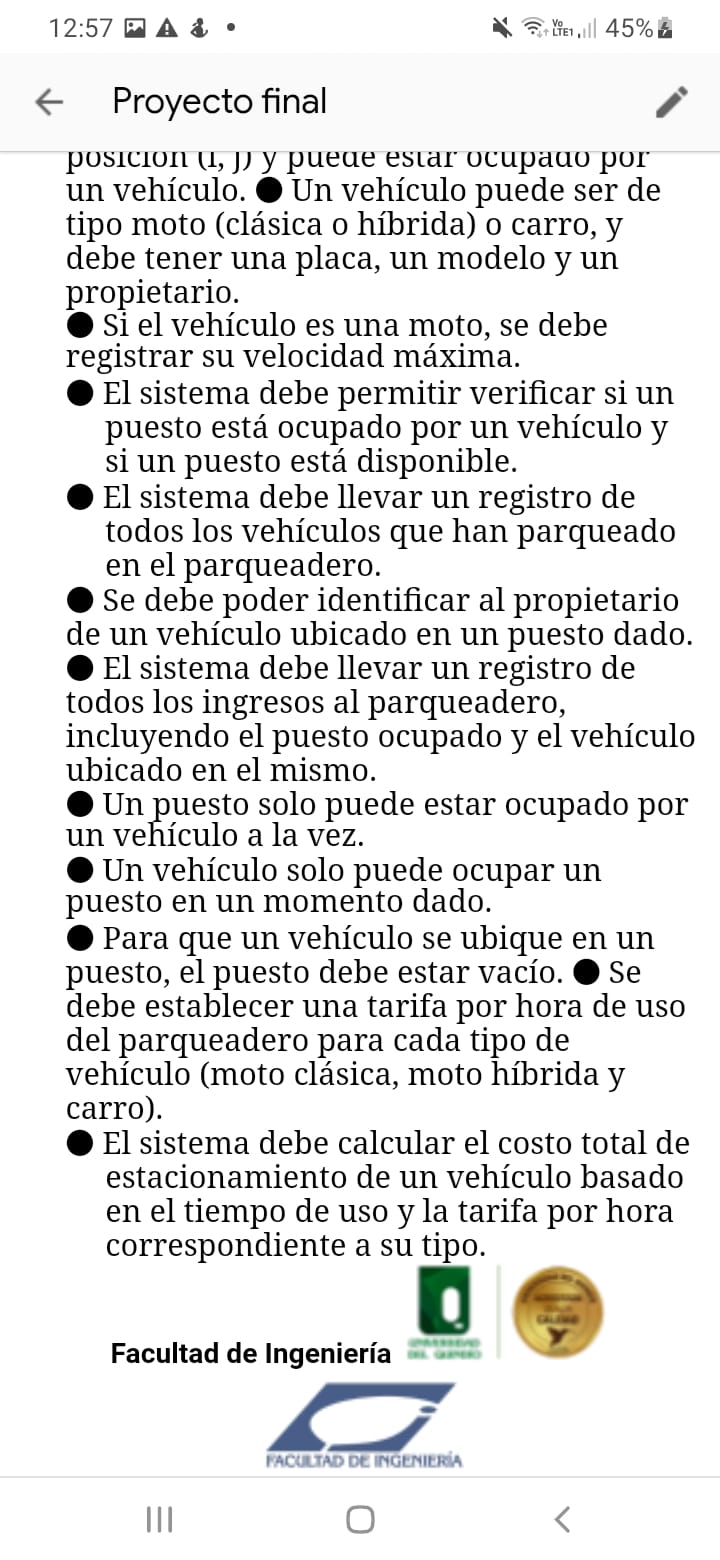 12:57
Vo
LTE1
45%
Proyecto final
posición (i, j) y puede estar ocupado por
un vehículo. ● Un vehículo puede ser de
tipo moto (clásica o híbrida) o carro, y
debe tener una placa, un modelo y un
propietario.
● Si el vehículo es una moto, se debe
registrar su velocidad máxima.
● El sistema debe permitir verificar si un
puesto está ocupado por un vehículo y
si un puesto está disponible.
● El sistema debe llevar un registro de
todos los vehículos que han parqueado
en el parqueadero.
● Se debe poder identificar al propietario
de un vehículo ubicado en un puesto dado.
● El sistema debe llevar un registro de
todos los ingresos al parqueadero,
incluyendo el puesto ocupado y el vehículo
ubicado en el mismo.
● Un puesto solo puede estar ocupado por
un vehículo a la vez.
● Un vehículo solo puede ocupar un
puesto en un momento dado.
● Para que un vehículo se ubique en un
puesto, el puesto debe estar vacío. ● Se
debe establecer una tarifa por hora de uso
del parqueadero para cada tipo de
vehículo (moto clásica, moto híbrida y
carro).
● El sistema debe calcular el costo total de
estacionamiento de un vehículo basado
en el tiempo de uso y la tarifa por hora
correspondiente a su tipo.
Facultad de Ingeniería
UNIVERSIDAD
DEL QUINDÍO
CALIDAD
FACULTAD DE INGENIERÍA